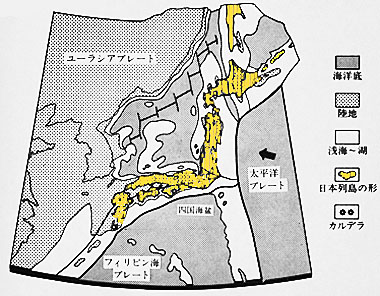 ユーラシアプレート
太平洋
プレート
四国海盆
フィリピン海
プレート
海洋底
陸地
浅海〜湖
日本列島の形
カルデラ